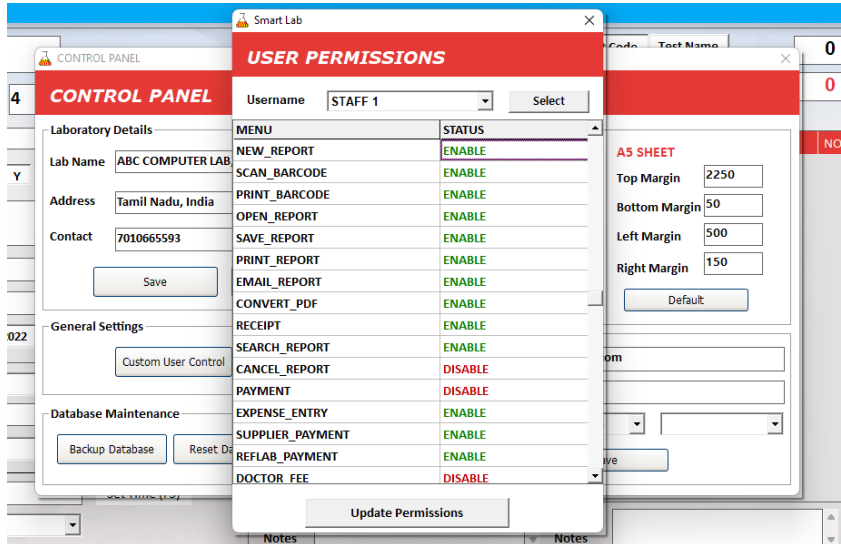 Smart Lab
USER PERMISSIONS
Username STAFF 1 Select
MENU STATUS
NEW_REPORT ENABLE
SCAN_BARCODE ENABLE
PRINT_BARCODE ENABLE
OPEN_REPORT ENABLE
SAVE_REPORT ENABLE
PRINT_REPORT ENABLE
EMAIL_REPORT ENABLE
CONVERT_PDF ENABLE
RECEIPT ENABLE
SEARCH_REPORT ENABLE
CANCEL_REPORT DISABLE
PAYMENT DISABLE
EXPENSE_ENTRY ENABLE
SUPPLIER_PAYMENT ENABLE
REFLAB_PAYMENT ENABLE
DOCTOR_FEE DISABLE
Update Permissions
CONTROL PANEL
CONTROL PANEL
Laboratory Details
Lab Name ABC COMPUTER LAB,
Address Tamil Nadu, India
Contact 7010665593
Save
General Settings
Custom User Control
Database Maintenance
Backup Database Reset Da
A5 SHEET
Top Margin 2250
Bottom Margin 50
Left Margin 500
Right Margin 150
Default
com
ve
Code Test Name
0
0
NO
4
Y
2022
Notes Notes